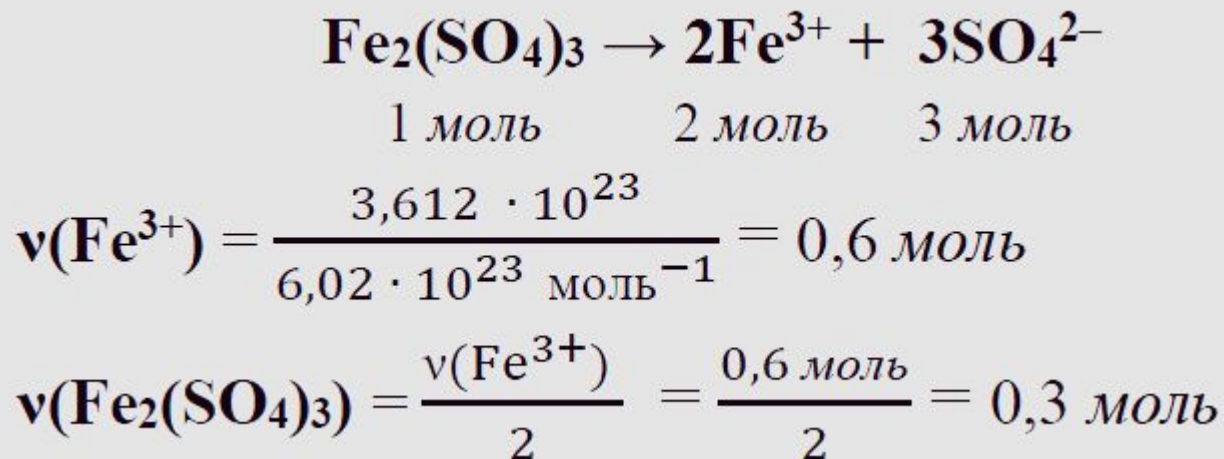 Fe₂(SO₄)₃ → 2Fe³⁺ + 3SO₄²⁻
1 моль 2 моль 3 моль
ν(Fe³⁺) = 3,612 · 10²³ / 6,02 · 10²³ моль⁻¹ = 0,6 моль
ν(Fe₂(SO₄)₃) = ν(Fe³⁺) / 2 = 0,6 моль / 2 = 0,3 моль